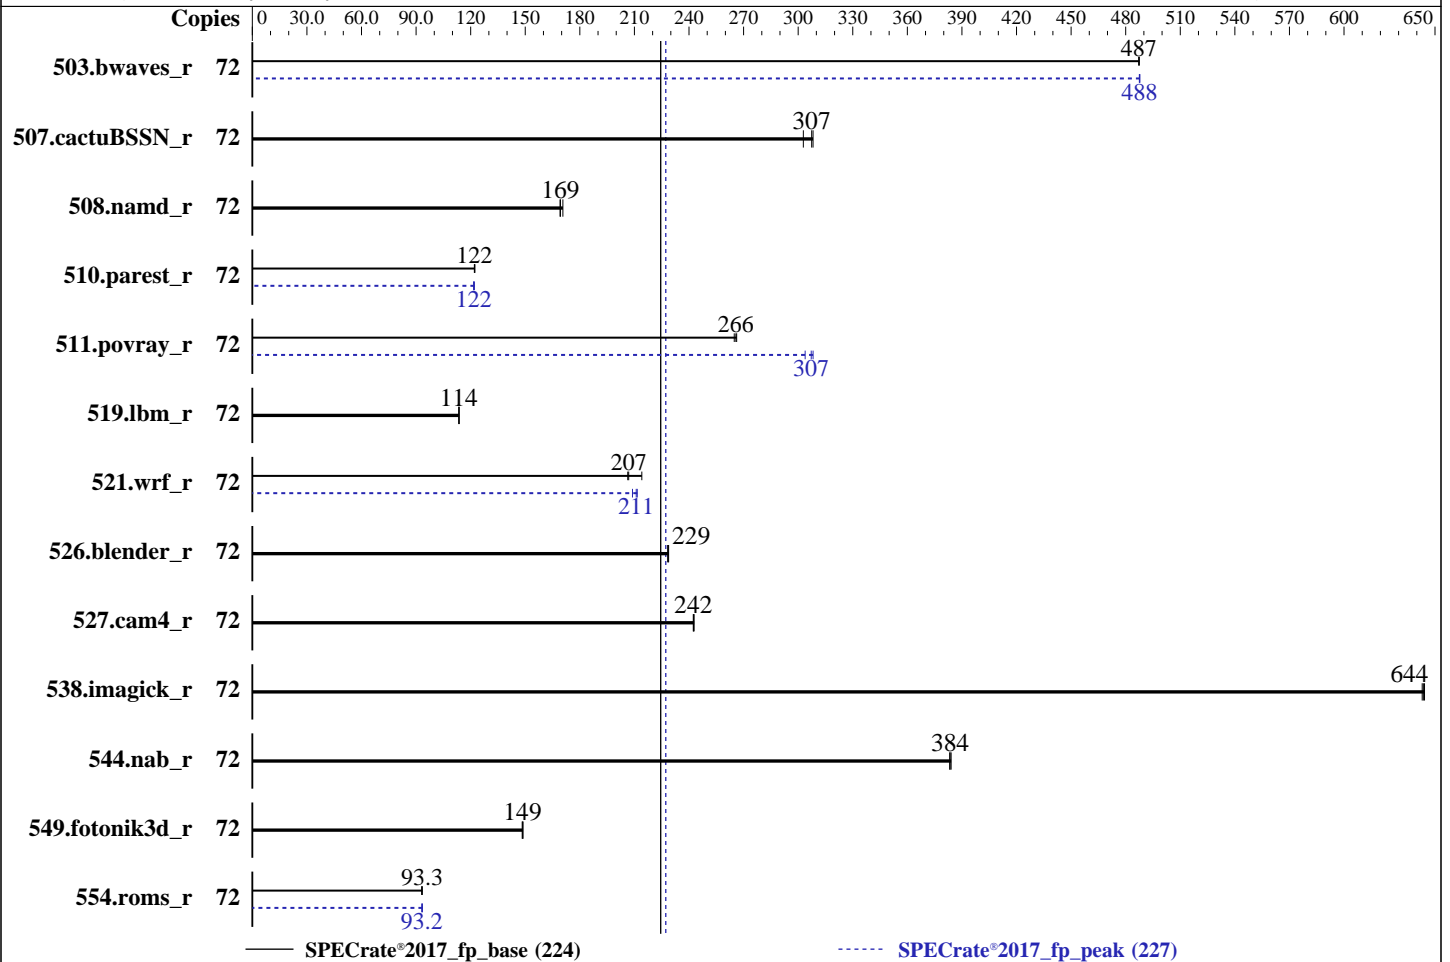 Copies 0 30.0 60.0 90.0 120 150 180 210 240 270 300 330 360 390 420 450 480 510 540 570 600 650
503.bwaves_r 72 487
488
507.cactuBSSN_r 72 307
508.namd_r 72 169
510.parest_r 72 122
122
511.povray_r 72 266
307
519.lbm_r 72 114
521.wrf_r 72 207
211
526.blender_r 72 229
527.cam4_r 72 242
538.imagick_r 72 644
544.nab_r 72 384
549.fotonik3d_r 72 149
554.roms_r 72 93.3
93.2
SPECrate®2017_fp_base (224) SPECrate®2017_fp_peak (227)